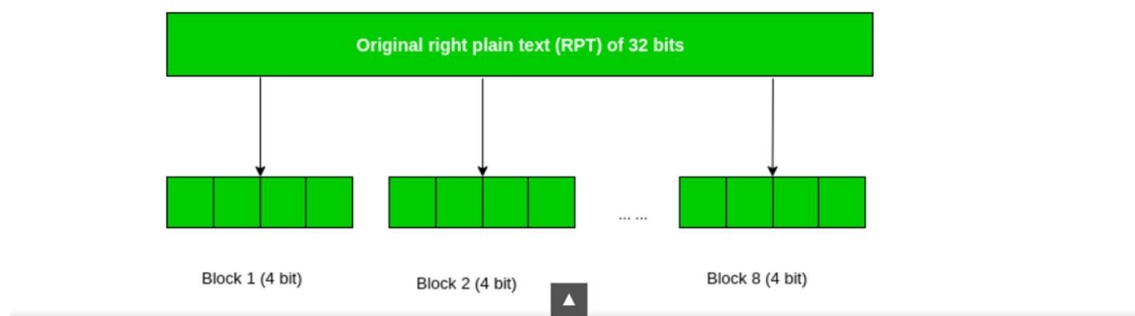 Original right plain text (RPT) of 32 bits
... ...
Block 1 (4 bit)
Block 2 (4 bit)
Block 8 (4 bit)